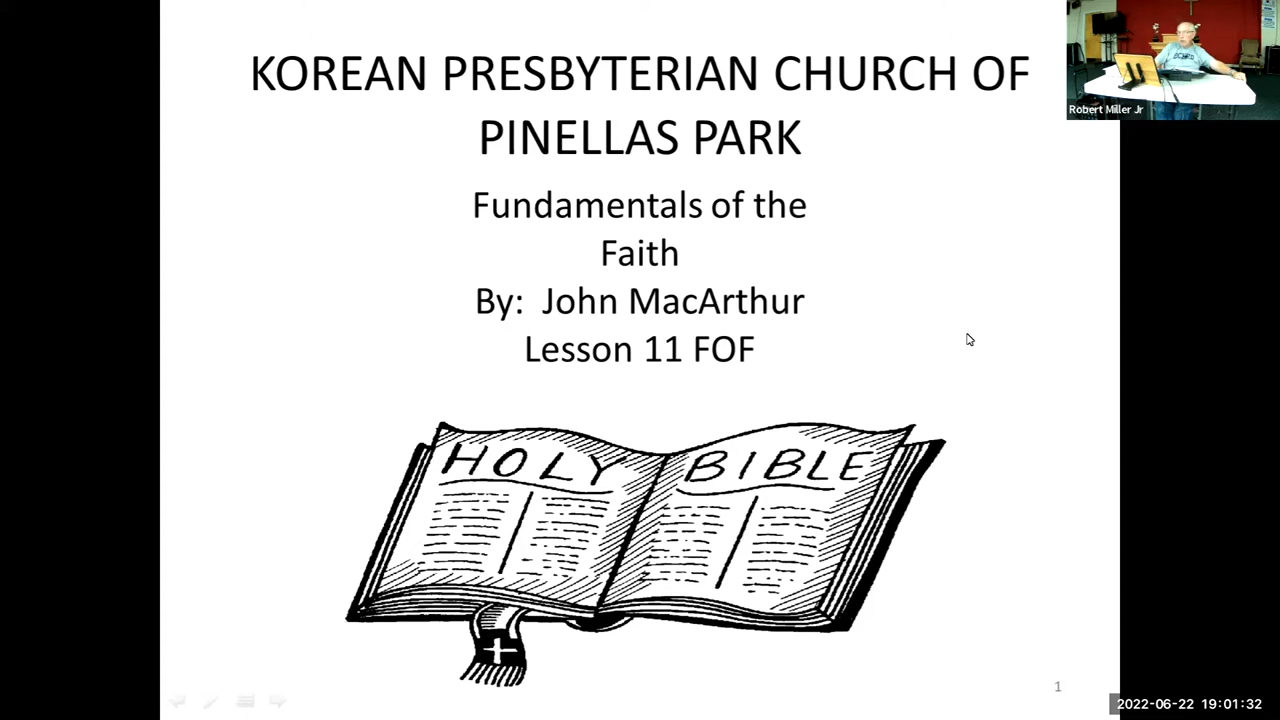 KOREAN PRESBYTERIAN CHURCH OF
PINELLAS PARK
Fundamentals of the
Faith
By:  John MacArthur
Lesson 11 FOF
HOLY BIBLE
Robert Miller Jr
1
2022-06-22 19:01:32